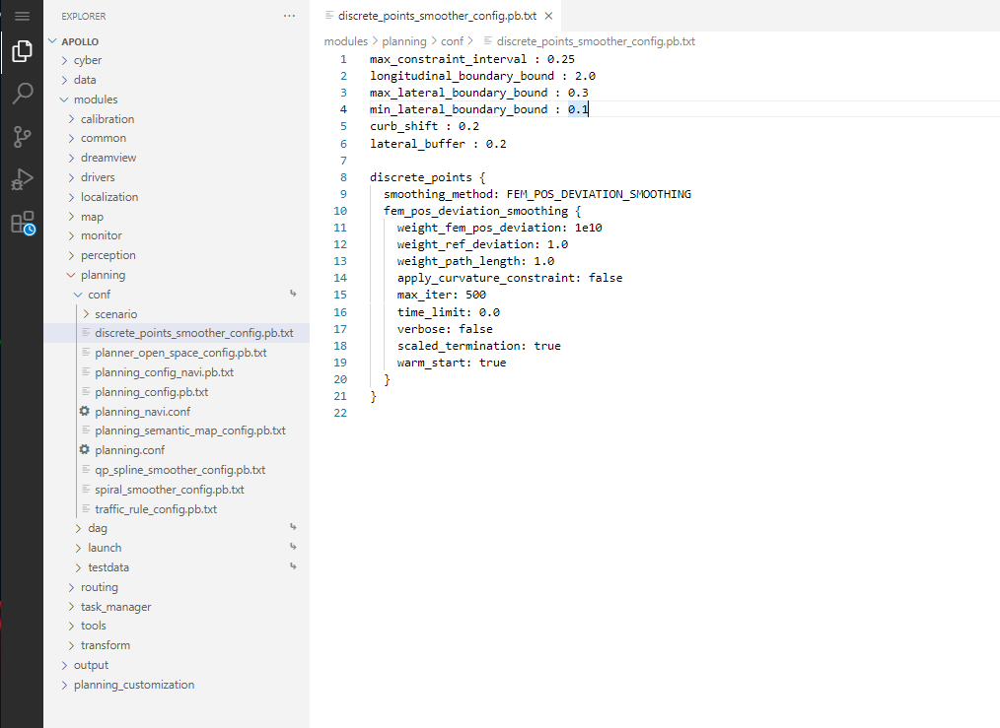 EXPLORER
APOLLO
cyber
data
modules
calibration
common
dreamview
drivers
localization
map
monitor
perception
planning
conf
scenario
discrete_points_smoother_config.pb.txt
planner_open_space_config.pb.txt
planning_config_navi.pb.txt
planning_config.pb.txt
planning_navi.conf
planning_semantic_map_config.pb.txt
planning.conf
qp_spline_smoother_config.pb.txt
spiral_smoother_config.pb.txt
traffic_rule_config.pb.txt
dag
launch
testdata
routing
task_manager
tools
transform
output
planning_customization
discrete_points_smoother_config.pb.txt
modules > planning > conf > discrete_points_smoother_config.pb.txt
1 max_constraint_interval : 0.25
2 longitudinal_boundary_bound : 2.0
3 max_lateral_boundary_bound : 0.3
4 min_lateral_boundary_bound : 0.1
5 curb_shift : 0.2
6 lateral_buffer : 0.2
7
8 discrete_points {
9 smoothing_method: FEM_POS_DEVIATION_SMOOTHING
10 fem_pos_deviation_smoothing {
11 weight_fem_pos_deviation: 1e10
12 weight_ref_deviation: 1.0
13 weight_path_length: 1.0
14 apply_curvature_constraint: false
15 max_iter: 500
16 time_limit: 0.0
17 verbose: false
18 scaled_termination: true
19 warm_start: true
20 }
21 }
22